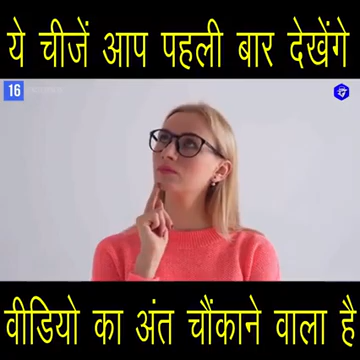 ये चीजें आप पहली बार देखेंगे
16
वीडियो का अंत चौंकाने वाला है